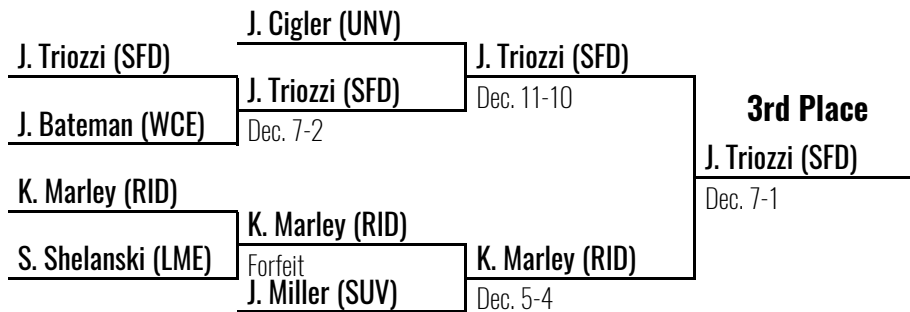 J. Cigler (UNV)
J. Triozzi (SFD)
J. Triozzi (SFD)
J. Triozzi (SFD)
Dec. 11-10
3rd Place
J. Bateman (WCE)
Dec. 7-2
J. Triozzi (SFD)
K. Marley (RID)
Dec. 7-1
K. Marley (RID)
S. Shelanski (LME)
Forfeit
K. Marley (RID)
J. Miller (SUV)
Dec. 5-4